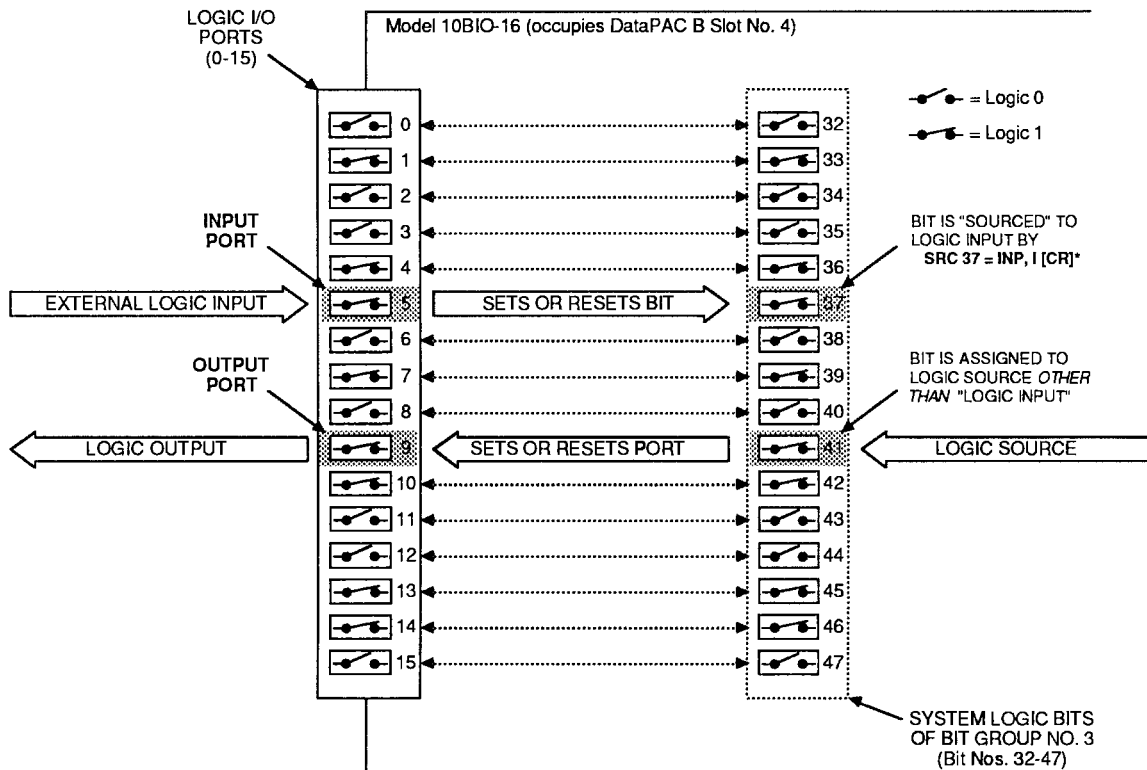 LOGIC I/O
PORTS
(0-15)
Model 10BIO-16 (occupies DataPAC B Slot No. 4)
= Logic 0
= Logic 1
0
32
1
33
2
34
3
35
4
36
INPUT
PORT
BIT IS "SOURCED" TO
LOGIC INPUT BY
SRC 37 = INP, I [CR]*
EXTERNAL LOGIC INPUT
5
SETS OR RESETS BIT
37
6
38
7
39
8
40
OUTPUT
PORT
BIT IS ASSIGNED TO
LOGIC SOURCE OTHER
THAN "LOGIC INPUT"
LOGIC OUTPUT
9
SETS OR RESETS PORT
41
LOGIC SOURCE
10
42
11
43
12
44
13
45
14
46
15
47
SYSTEM LOGIC BITS
OF BIT GROUP NO. 3
(Bit Nos. 32-47)